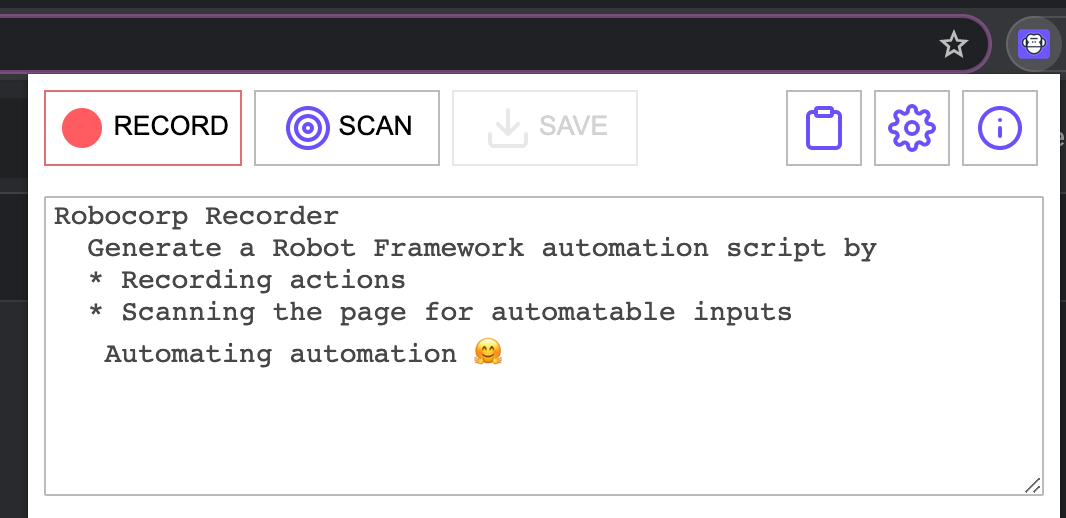 RECORD SCAN SAVE
Robocorp Recorder
Generate a Robot Framework automation script by
* Recording actions
* Scanning the page for automatable inputs
Automating automation 🤗